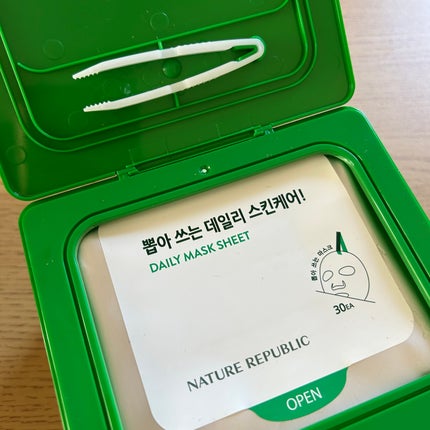 뽑아 쓰는 데일리 스킨케어!
DAILY MASK SHEET
뽑아 쓰는 마스크
30EA
NATURE REPUBLIC
OPEN